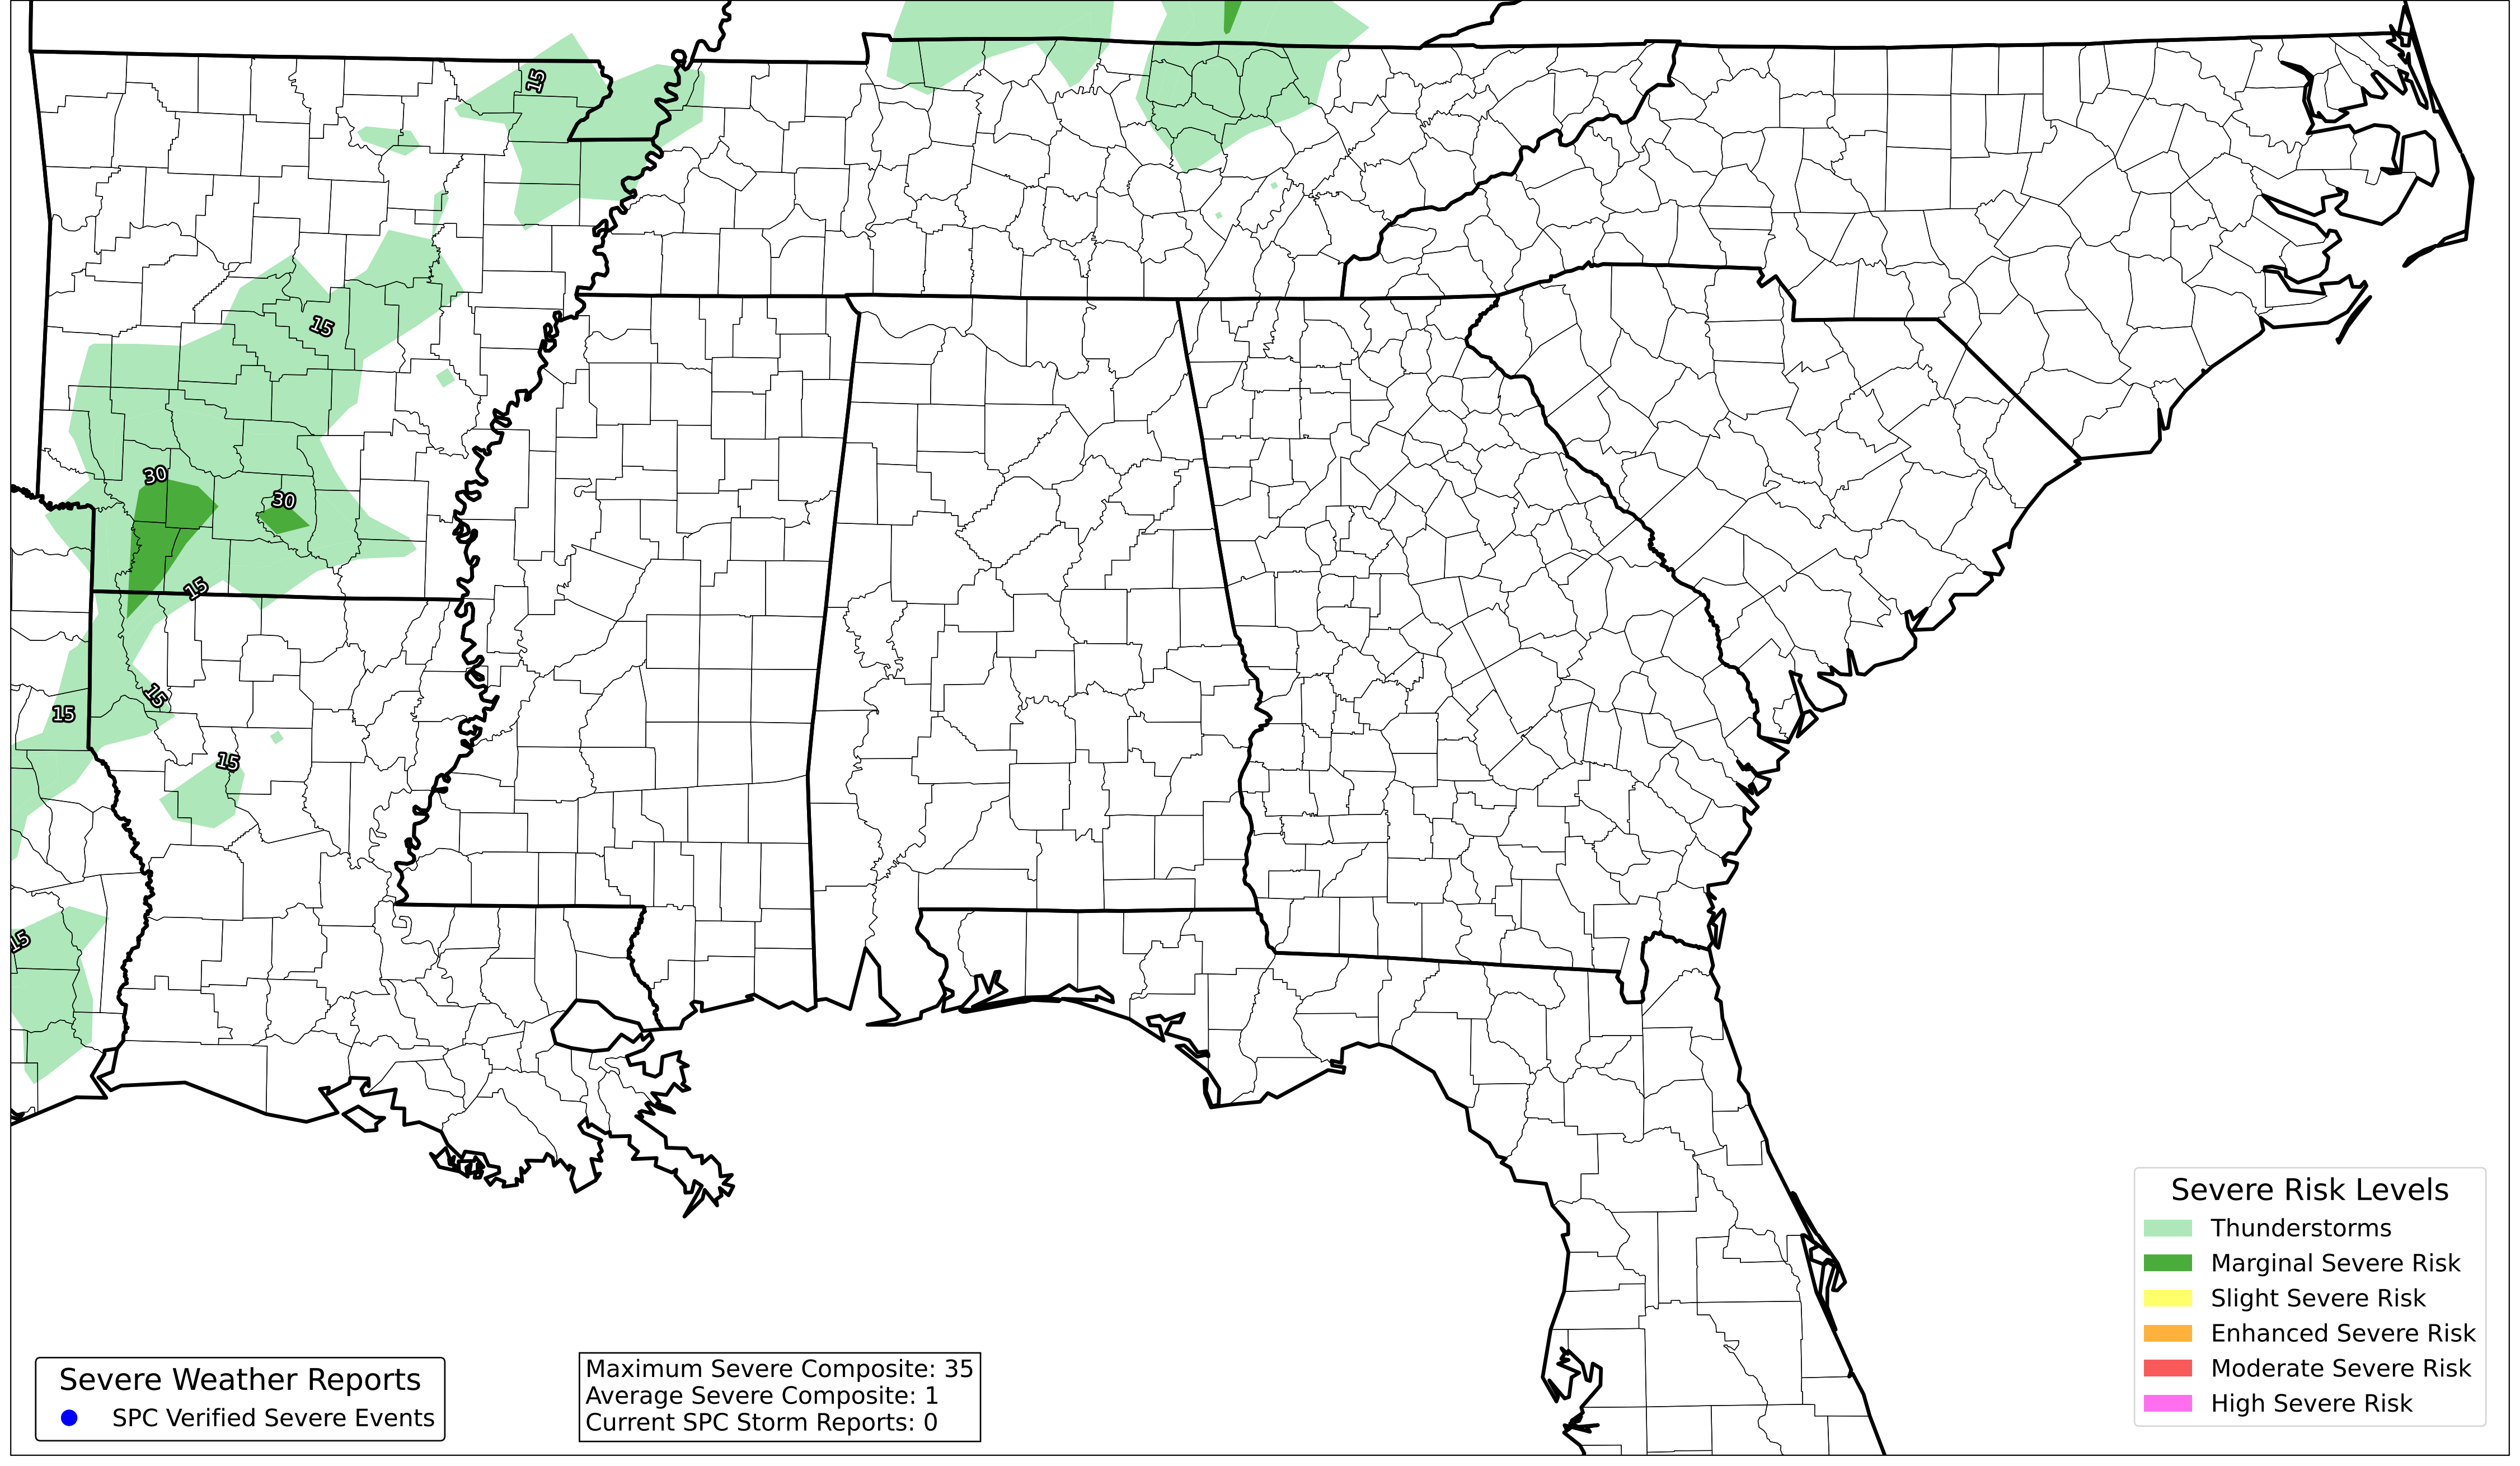 15
15
30
30
15
15
15
15
15
Severe Risk Levels
Thunderstorms
Marginal Severe Risk
Slight Severe Risk
Enhanced Severe Risk
Moderate Severe Risk
High Severe Risk
Severe Weather Reports
SPC Verified Severe Events
Maximum Severe Composite: 35
Average Severe Composite: 1
Current SPC Storm Reports: 0